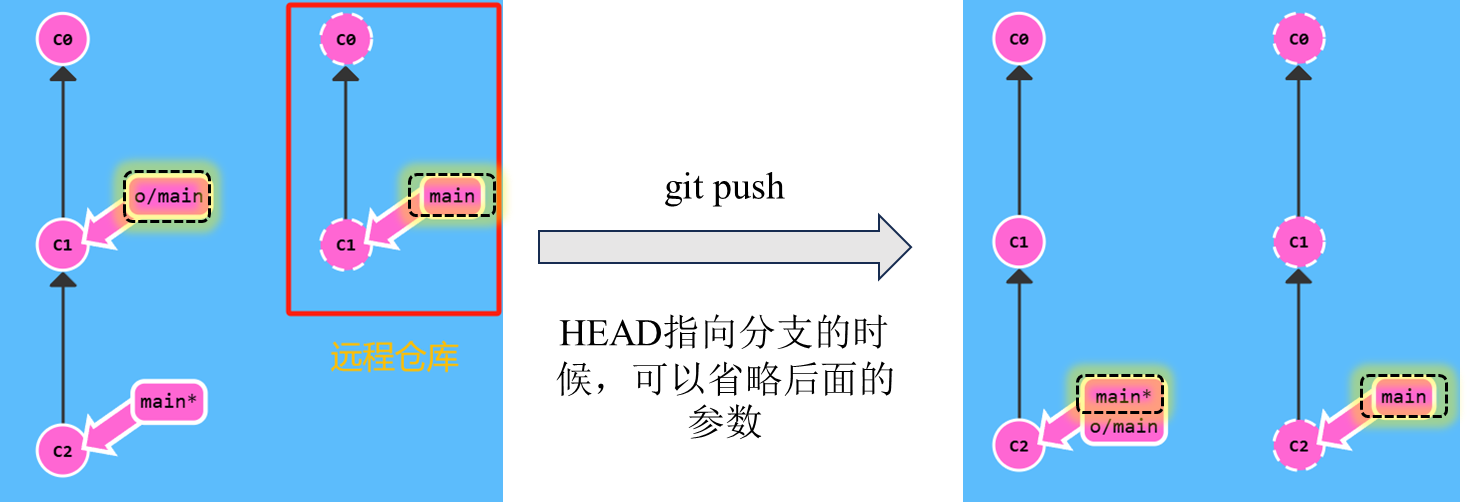 C0
o/main
C1
main*
C2
C0
main
C1
远程仓库
git push
HEAD指向分支的时
候，可以省略后面的
参数
C0
C1
main*
o/main
C2
C0
C1
main
C2